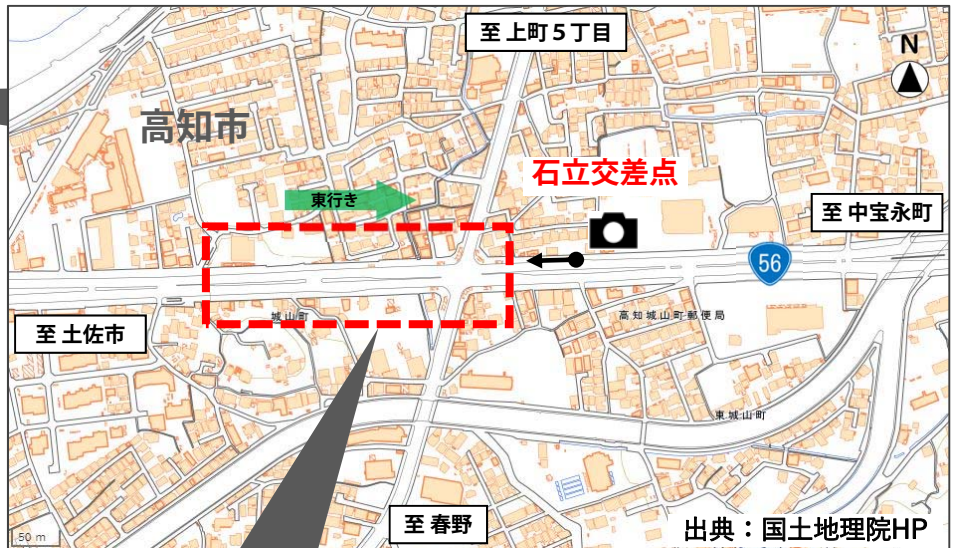 至 上町５丁目
N
高知市
石立交差点
東行き
至 中宝永町
56
城山町
高知城山町郵便局
至 土佐市
東城山町
至 春野
50 m
出典：国土地理院HP